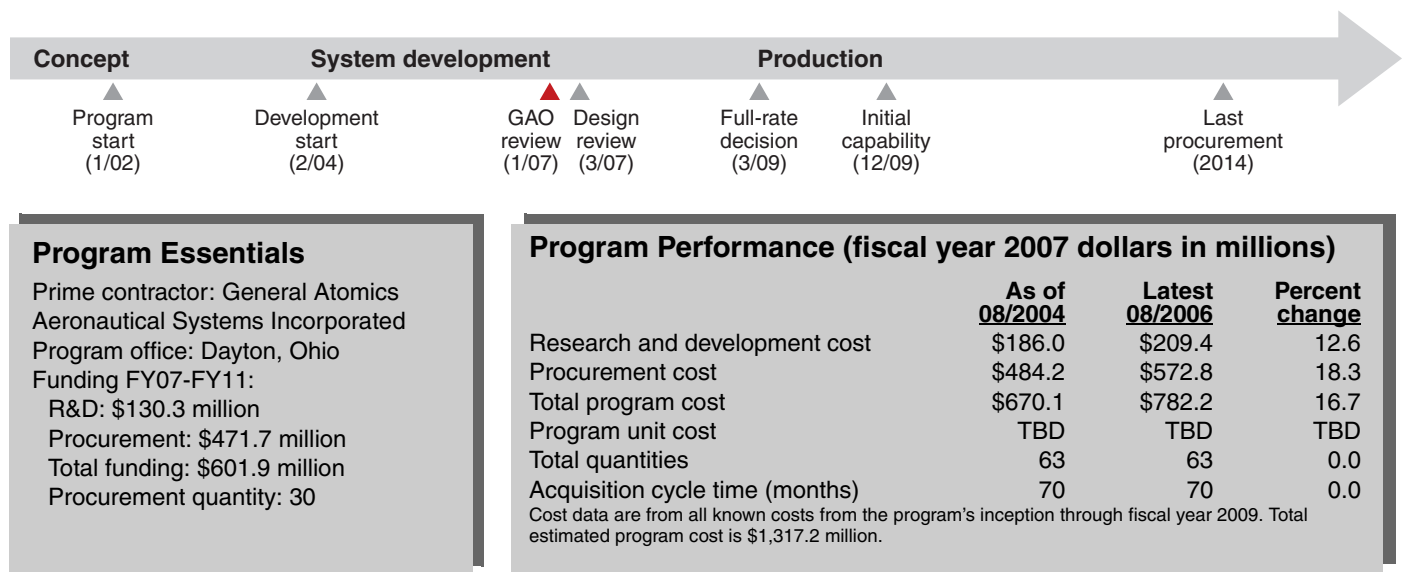 Concept System development Production
Program start (1/02)
Development start (2/04)
GAO review (1/07)
Design review (3/07)
Full-rate decision (3/09)
Initial capability (12/09)
Last procurement (2014)
Program Essentials
Prime contractor: General Atomics
Aeronautical Systems Incorporated
Program office: Dayton, Ohio
Funding FY07-FY11:
R&D: $130.3 million
Procurement: $471.7 million
Total funding: $601.9 million
Procurement quantity: 30
Program Performance (fiscal year 2007 dollars in millions)
As of 08/2004 Latest 08/2006 Percent change
Research and development cost $186.0 $209.4 12.6
Procurement cost $484.2 $572.8 18.3
Total program cost $670.1 $782.2 16.7
Program unit cost TBD TBD TBD
Total quantities 63 63 0.0
Acquisition cycle time (months) 70 70 0.0
Cost data are from all known costs from the program's inception through fiscal year 2009. Total
estimated program cost is $1,317.2 million.